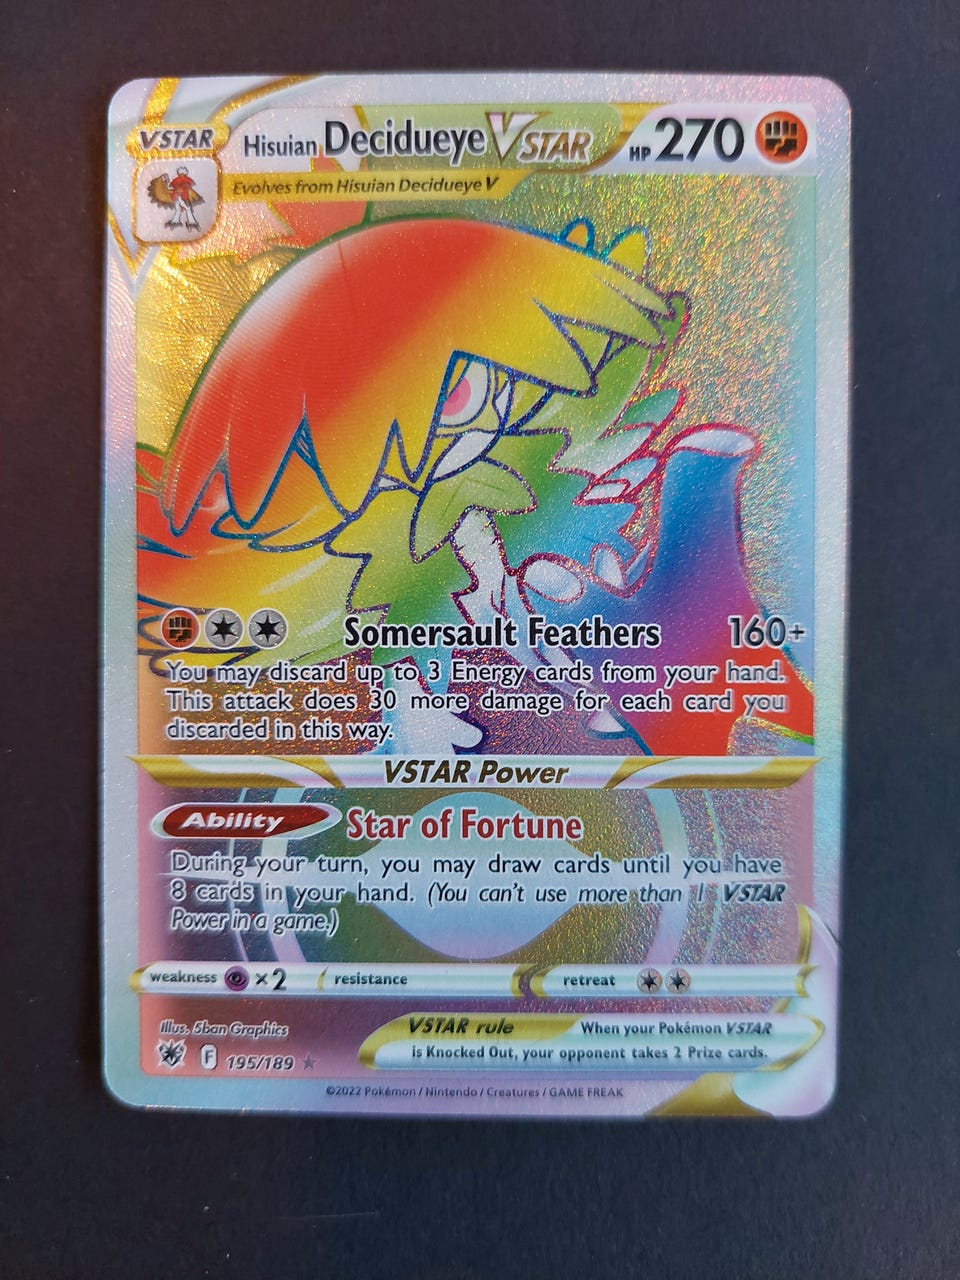 VSTAR
Hisuian Decidueye VSTAR HP 270
Evolves from Hisuian Decidueye V
Somersault Feathers 160+
You may discard up to 3 Energy cards from your hand.
This attack does 30 more damage for each card you
discarded in this way.
VSTAR Power
Ability Star of Fortune
During your turn, you may draw cards until you have
8 cards in your hand. (You can't use more than 1 VSTAR
Power in a game.)
weakness ×2 resistance retreat
Illus. 5ban Graphics
VSTAR rule When your Pokémon VSTAR
is Knocked Out, your opponent takes 2 Prize cards.
F 195/189
©2022 Pokémon / Nintendo / Creatures / GAME FREAK